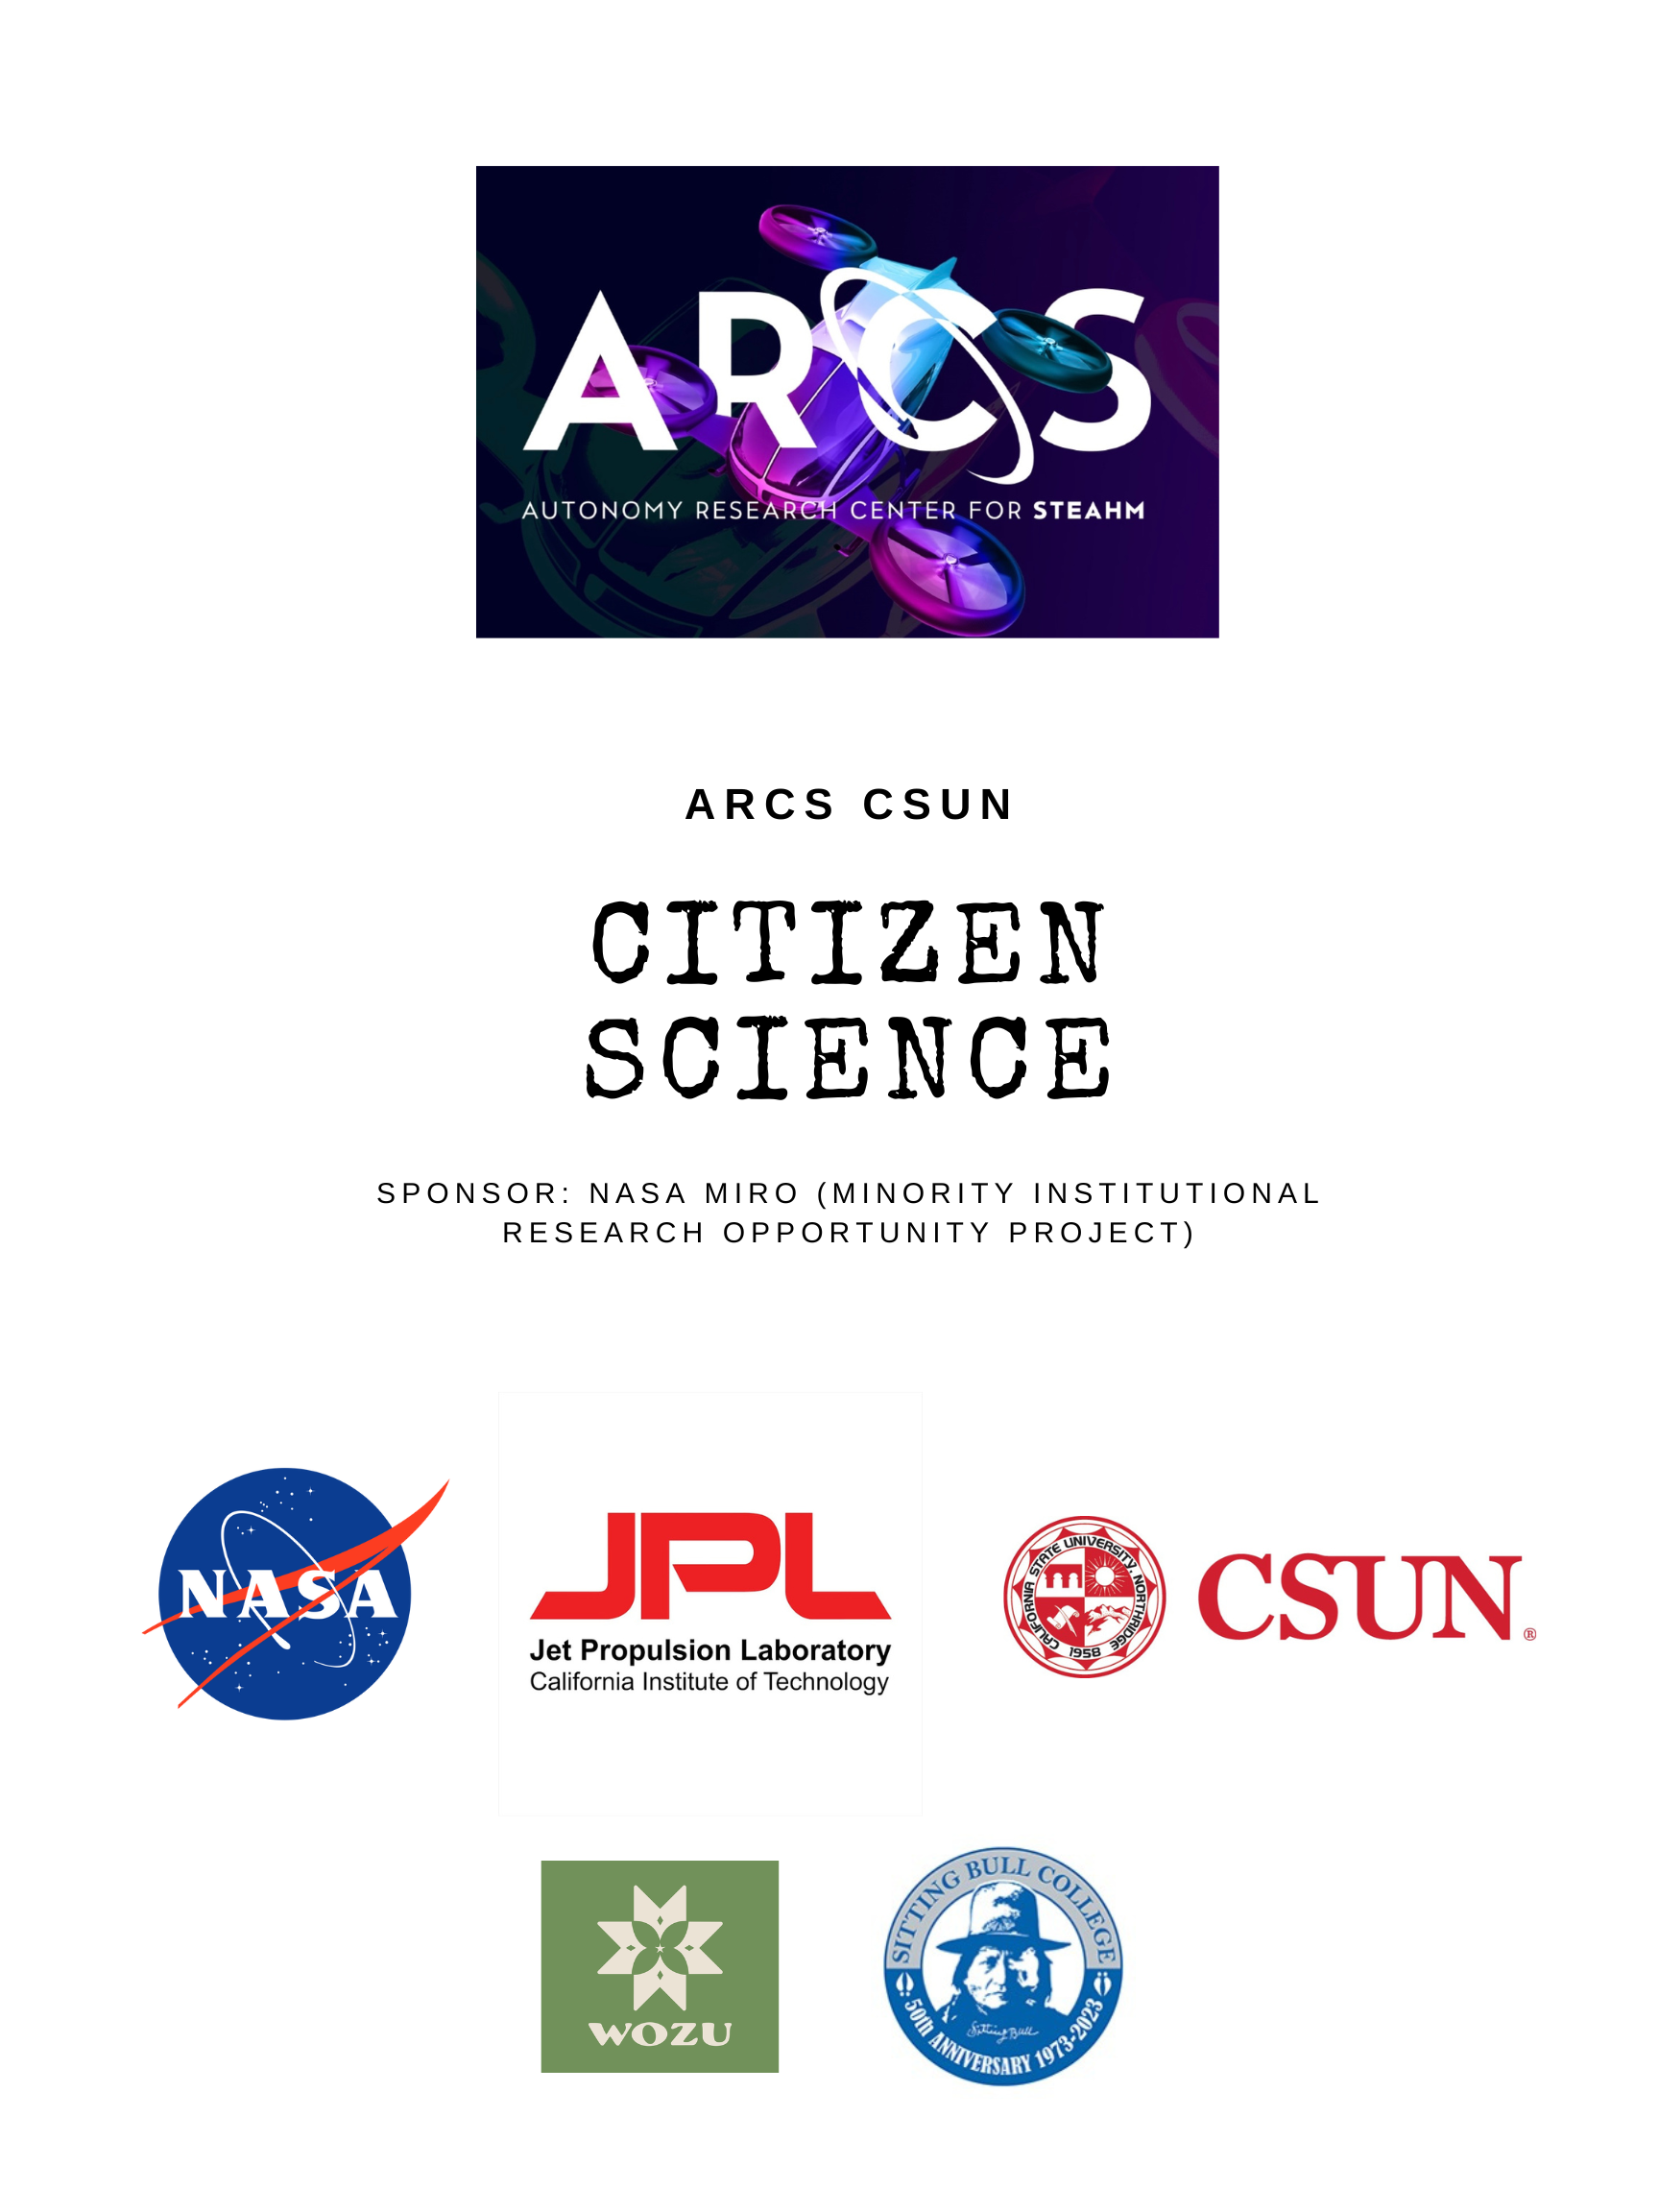 ARCS
AUTONOMY RESEARCH CENTER FOR STEAHM
ARCS CSUN
CITIZEN
SCIENCE
SPONSOR: NASA MIRO (MINORITY INSTITUTIONAL
RESEARCH OPPORTUNITY PROJECT)
NASA
JPL
Jet Propulsion Laboratory
California Institute of Technology
CALIFORNIA STATE UNIVERSITY, NORTHRIDGE
1958
CSUN®
WOZU
SITTING BULL COLLEGE
Sitting Bull
50th ANNIVERSARY 1973-2023